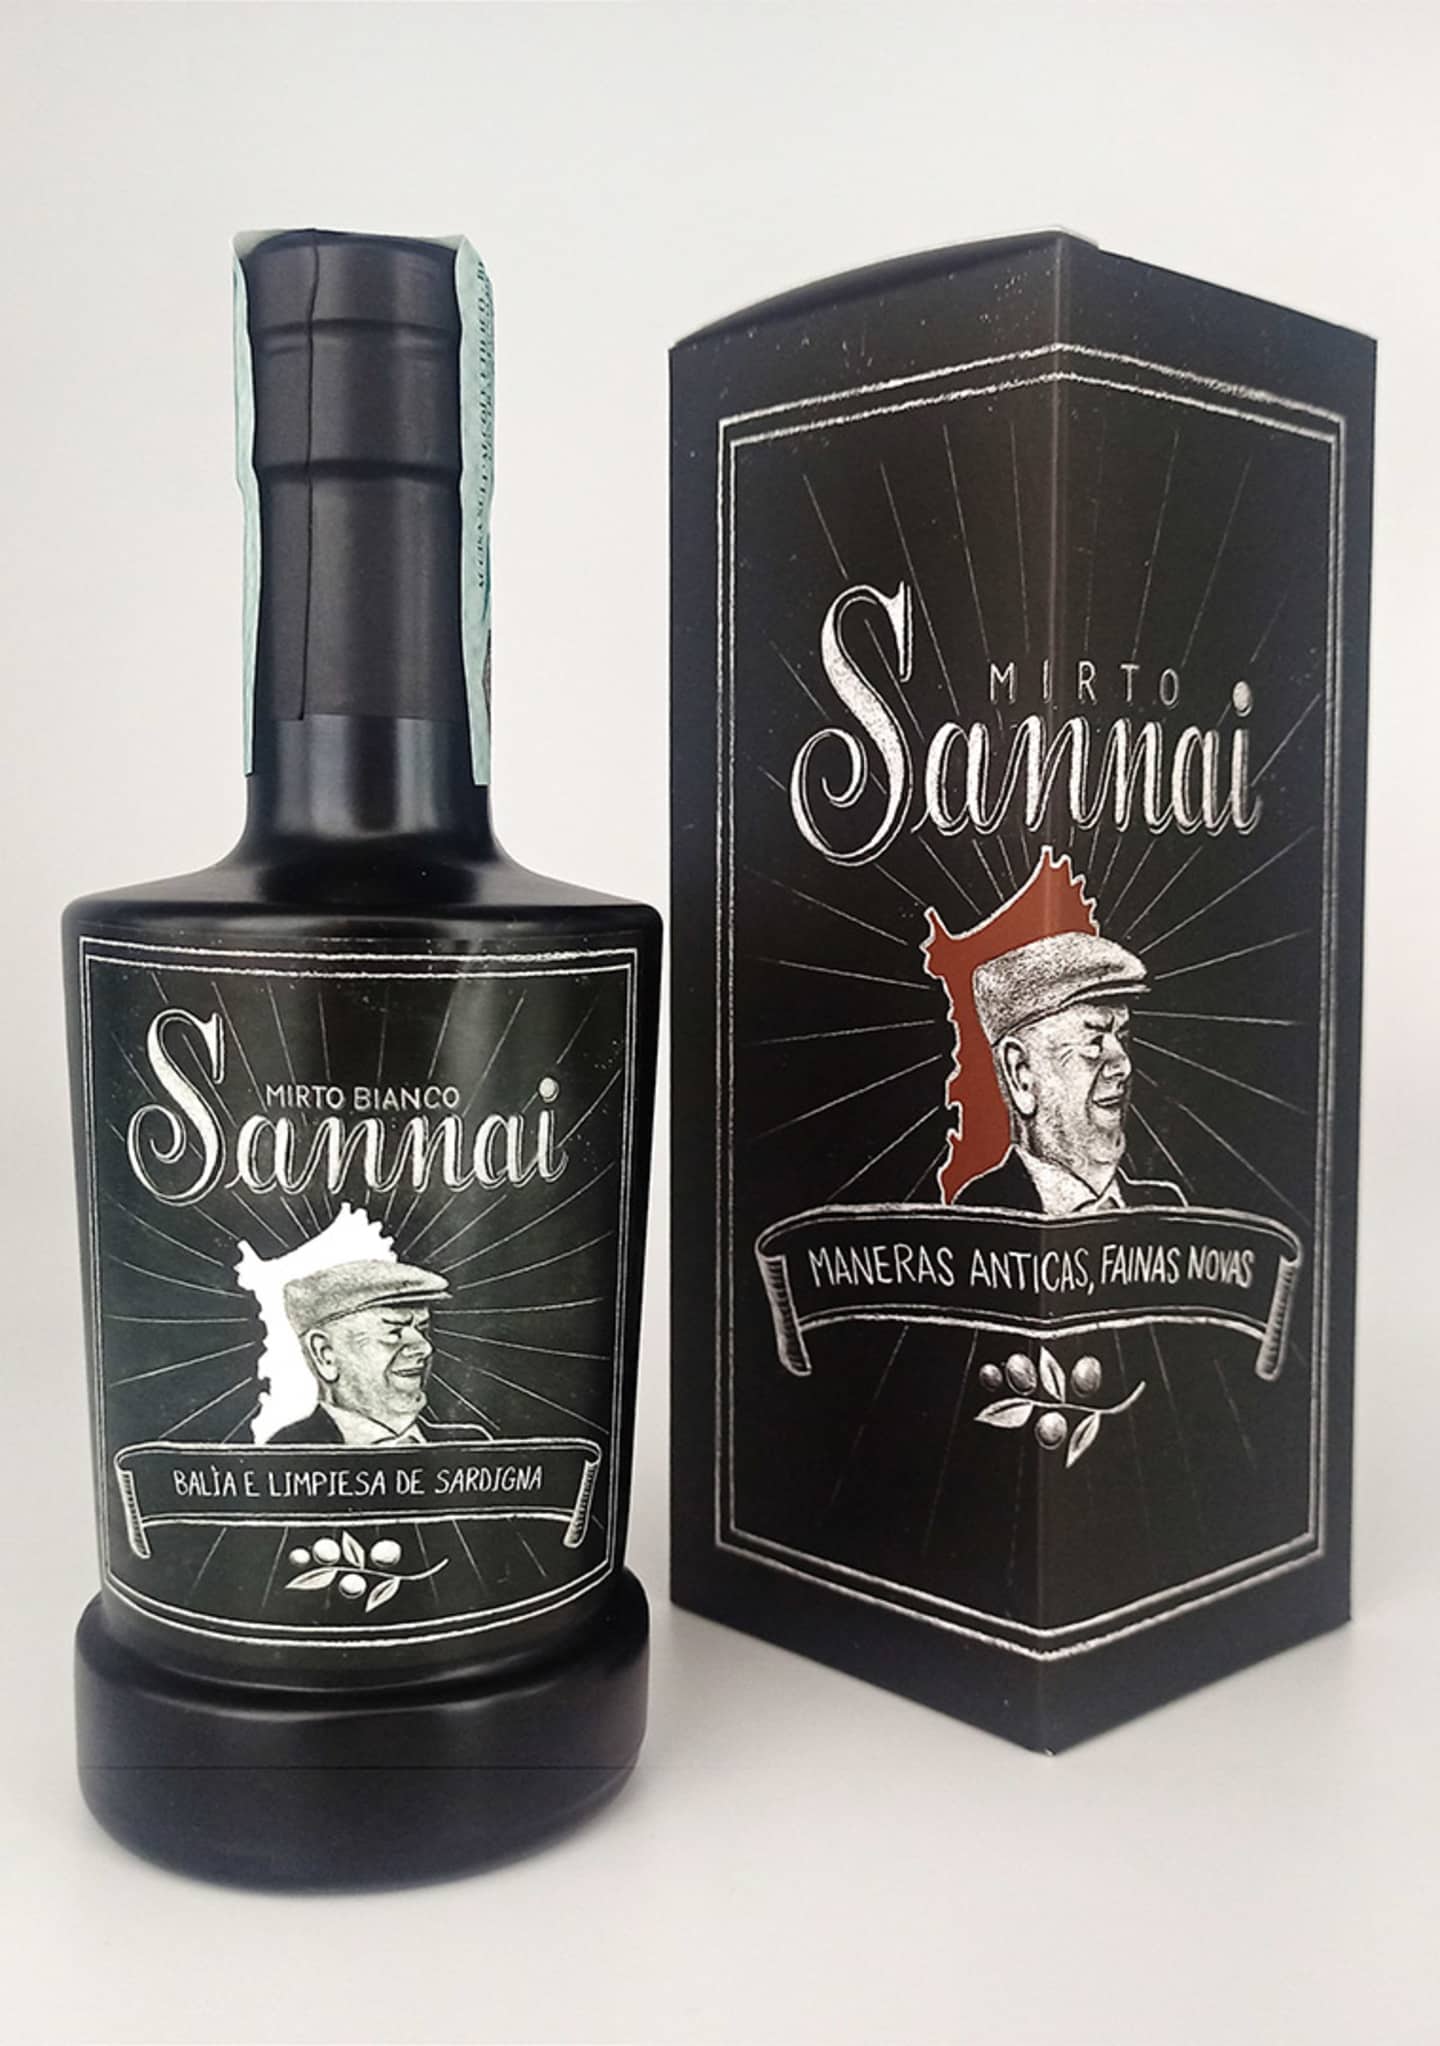 MIRTO BIANCO
Sannai
BALÌA E LIMPIESA DE SARDIGNA
MIRTO
Sannai
MANERAS ANTICAS, FAINAS NOVAS